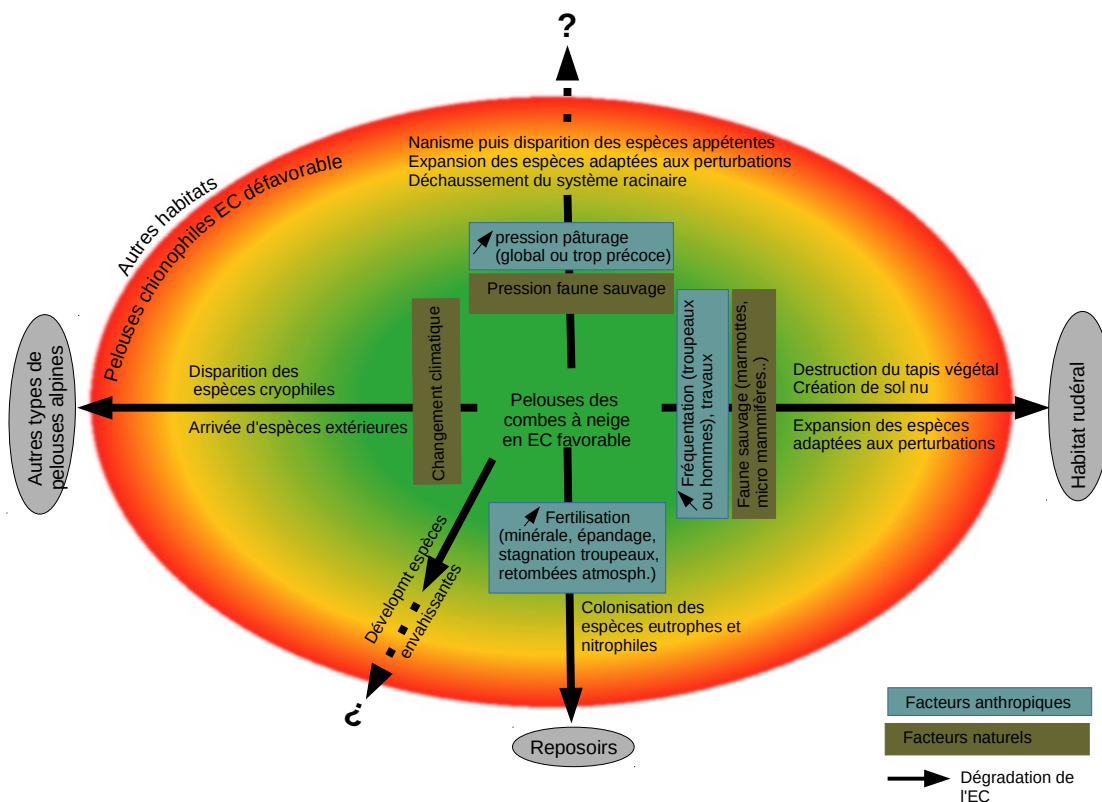 ?
Nanisme puis disparition des espèces appétentes
Expansion des espèces adaptées aux perturbations
Déchaussement du système racinaire
Autres habitats
Pelouses chionophiles EC défavorable
pression pâturage
(global ou trop précoce)
Pression faune sauvage
Changement climatique
Fréquentation (troupeaux
ou hommes), travaux
Faune sauvage (marmottes,
micro mammifères..)
Autres types de
pelouses alpines
Disparition des
espèces cryophiles
Arrivée d'espèces extérieures
Pelouses des
combes à neige
en EC favorable
Destruction du tapis végétal
Création de sol nu
Expansion des espèces
adaptées aux perturbations
Habitat rudéral
Fertilisation
(minérale, épandage,
stagnation troupeaux,
retombées atmosph.)
Dévelopmt espèces
envahissantes
?
Colonisation des
espèces eutrophes et
nitrophiles
Reposoirs
Facteurs anthropiques
Facteurs naturels
Dégradation de
l'EC